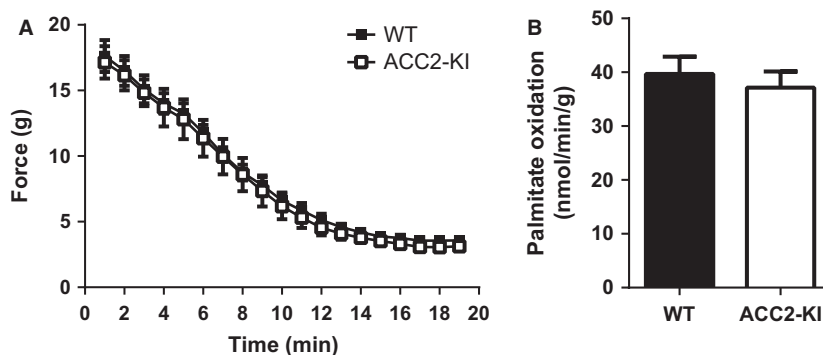 A
Force (g)
20
15
10
5
0
0 2 4 6 8 10 12 14 16 18 20
Time (min)
WT
ACC2-KI
B
Palmitate oxidation
(nmol/min/g)
50
40
30
20
10
0
WT ACC2-KI